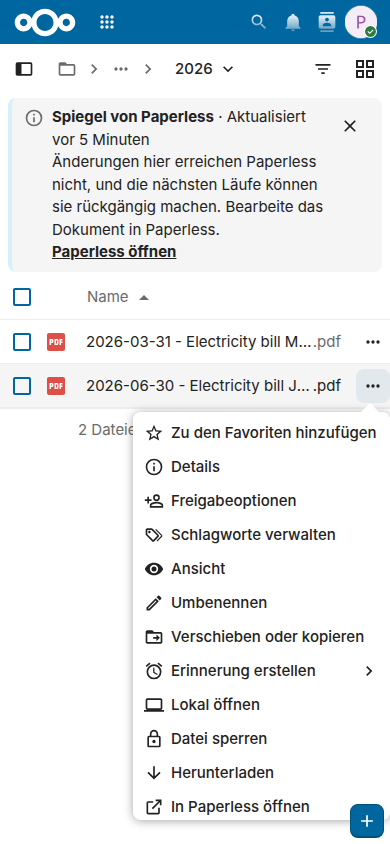 P
2026
Spiegel von Paperless · Aktualisiert
vor 5 Minuten
Änderungen hier erreichen Paperless
nicht, und die nächsten Läufe können
sie rückgängig machen. Bearbeite das
Dokument in Paperless.
Paperless öffnen
Name
PDF 2026-03-31 - Electricity bill M... .pdf
PDF 2026-06-30 - Electricity bill J... .pdf
2 Dateie
Zu den Favoriten hinzufügen
Details
Freigabeoptionen
Schlagworte verwalten
Ansicht
Umbenennen
Verschieben oder kopieren
Erinnerung erstellen
Lokal öffnen
Datei sperren
Herunterladen
In Paperless öffnen